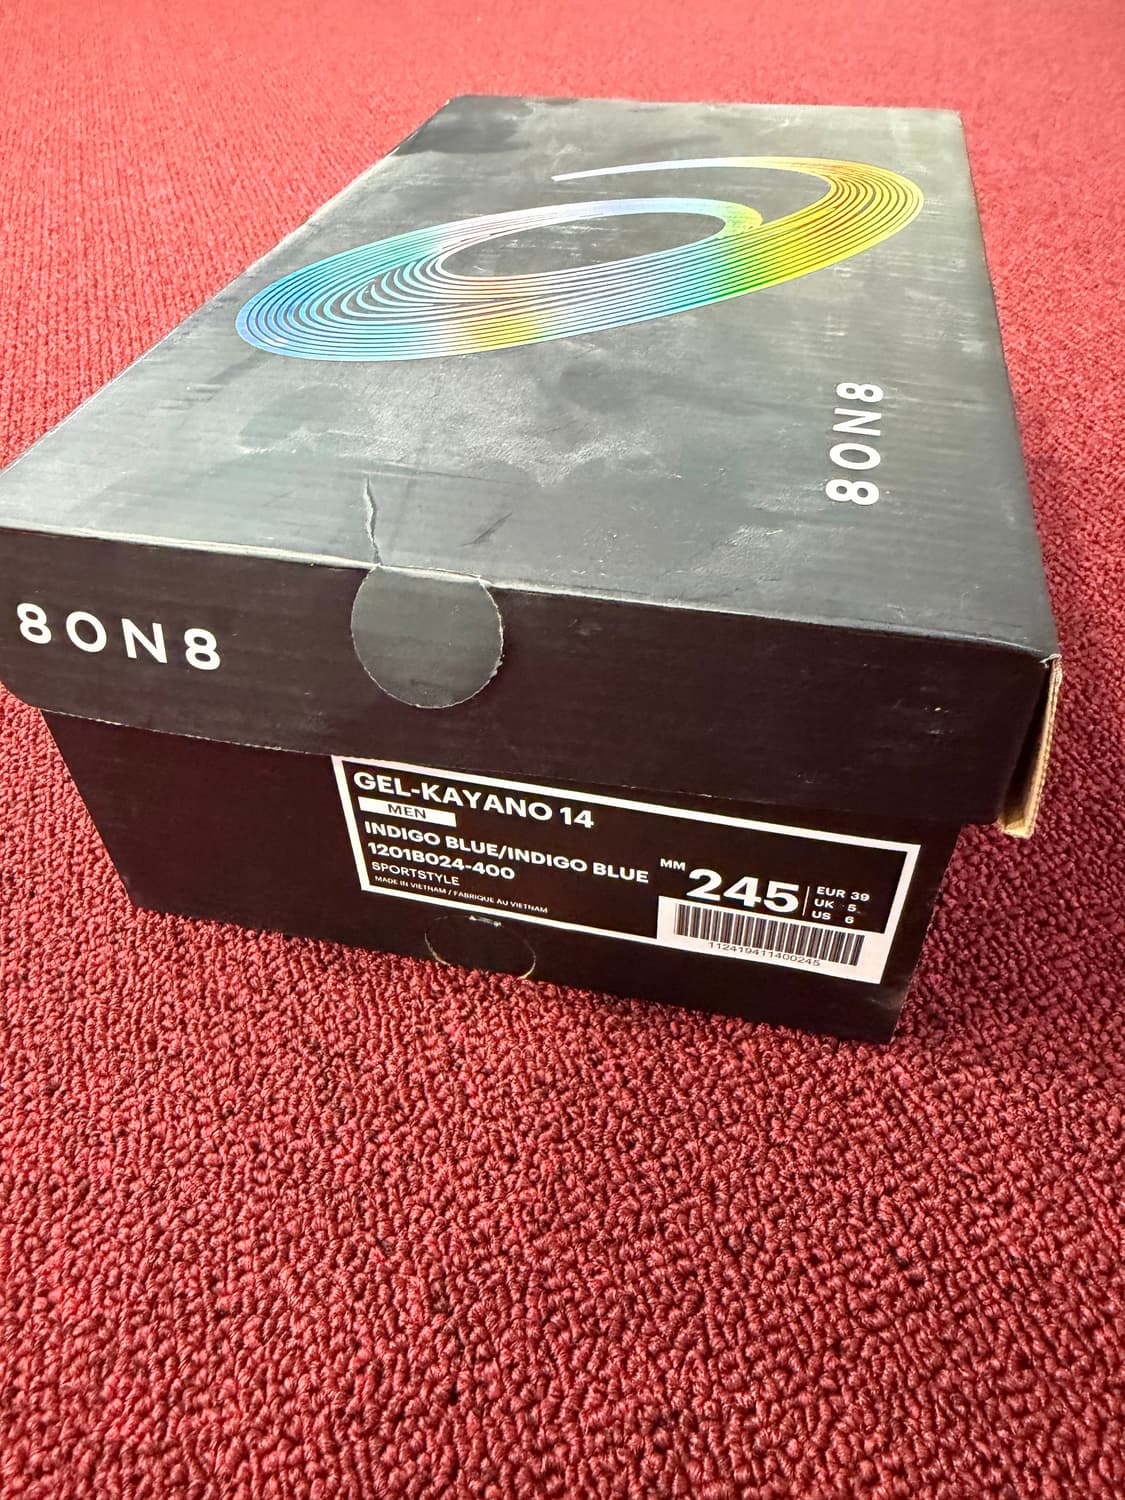 8ON8
8ON8
GEL-KAYANO 14
MEN
INDIGO BLUE/INDIGO BLUE
1201B024-400
SPORTSTYLE
MADE IN VIETNAM / FABRIQUE AU VIETNAM
MM 245
EUR 39
UK 5
US 6
112419411400245